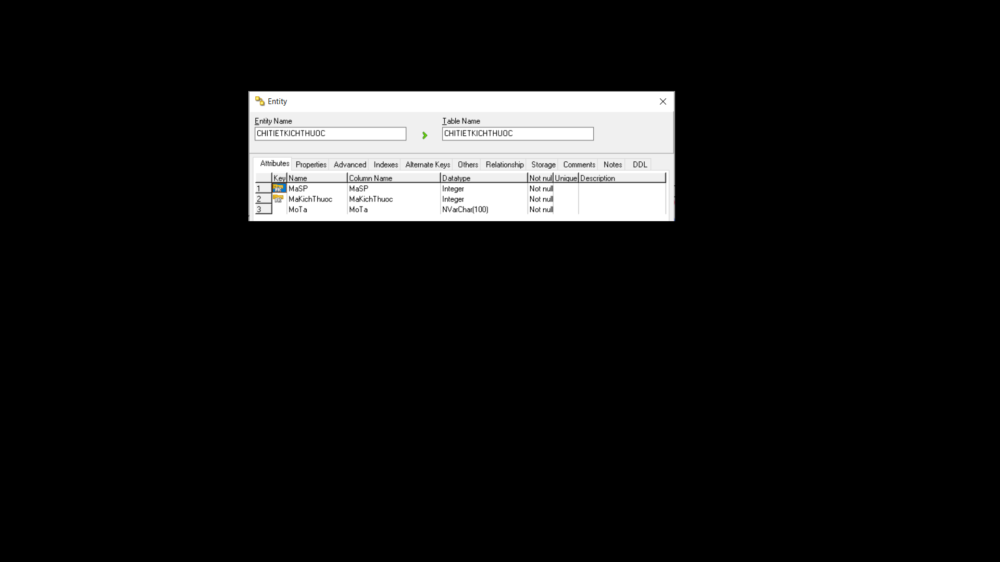 Entity
Entity Name
Table Name
CHITIETKICHTHUOC
CHITIETKICHTHUOC
Attributes Properties Advanced Indexes Alternate Keys Others Relationship Storage Comments Notes DDL
Key Name Column Name Datatype Not nul Unique Description
1 MaSP MaSP Integer Not null
2 MaKichThuoc MaKichThuoc Integer Not null
3 MoTa MoTa NVarChar(100) Not null